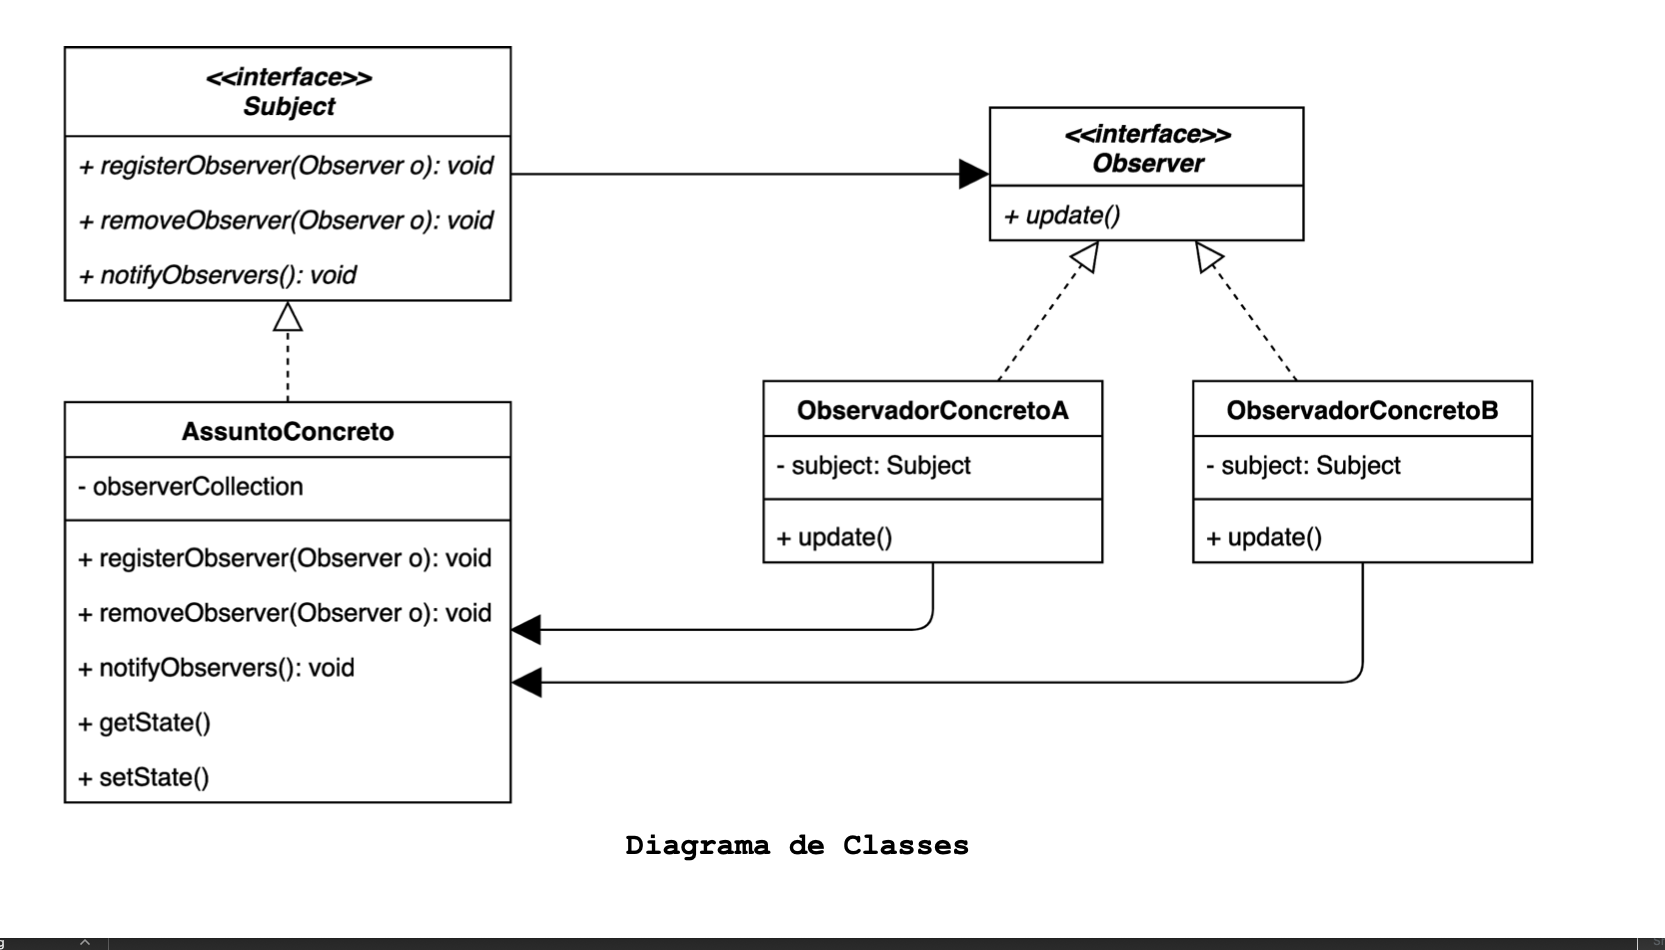 <<interface>>
Subject
+ registerObserver(Observer o): void
+ removeObserver(Observer o): void
+ notifyObservers(): void
<<interface>>
Observer
+ update()
AssuntoConcreto
- observerCollection
+ registerObserver(Observer o): void
+ removeObserver(Observer o): void
+ notifyObservers(): void
+ getState()
+ setState()
ObservadorConcretoA
- subject: Subject
+ update()
ObservadorConcretoB
- subject: Subject
+ update()
Diagrama de Classes